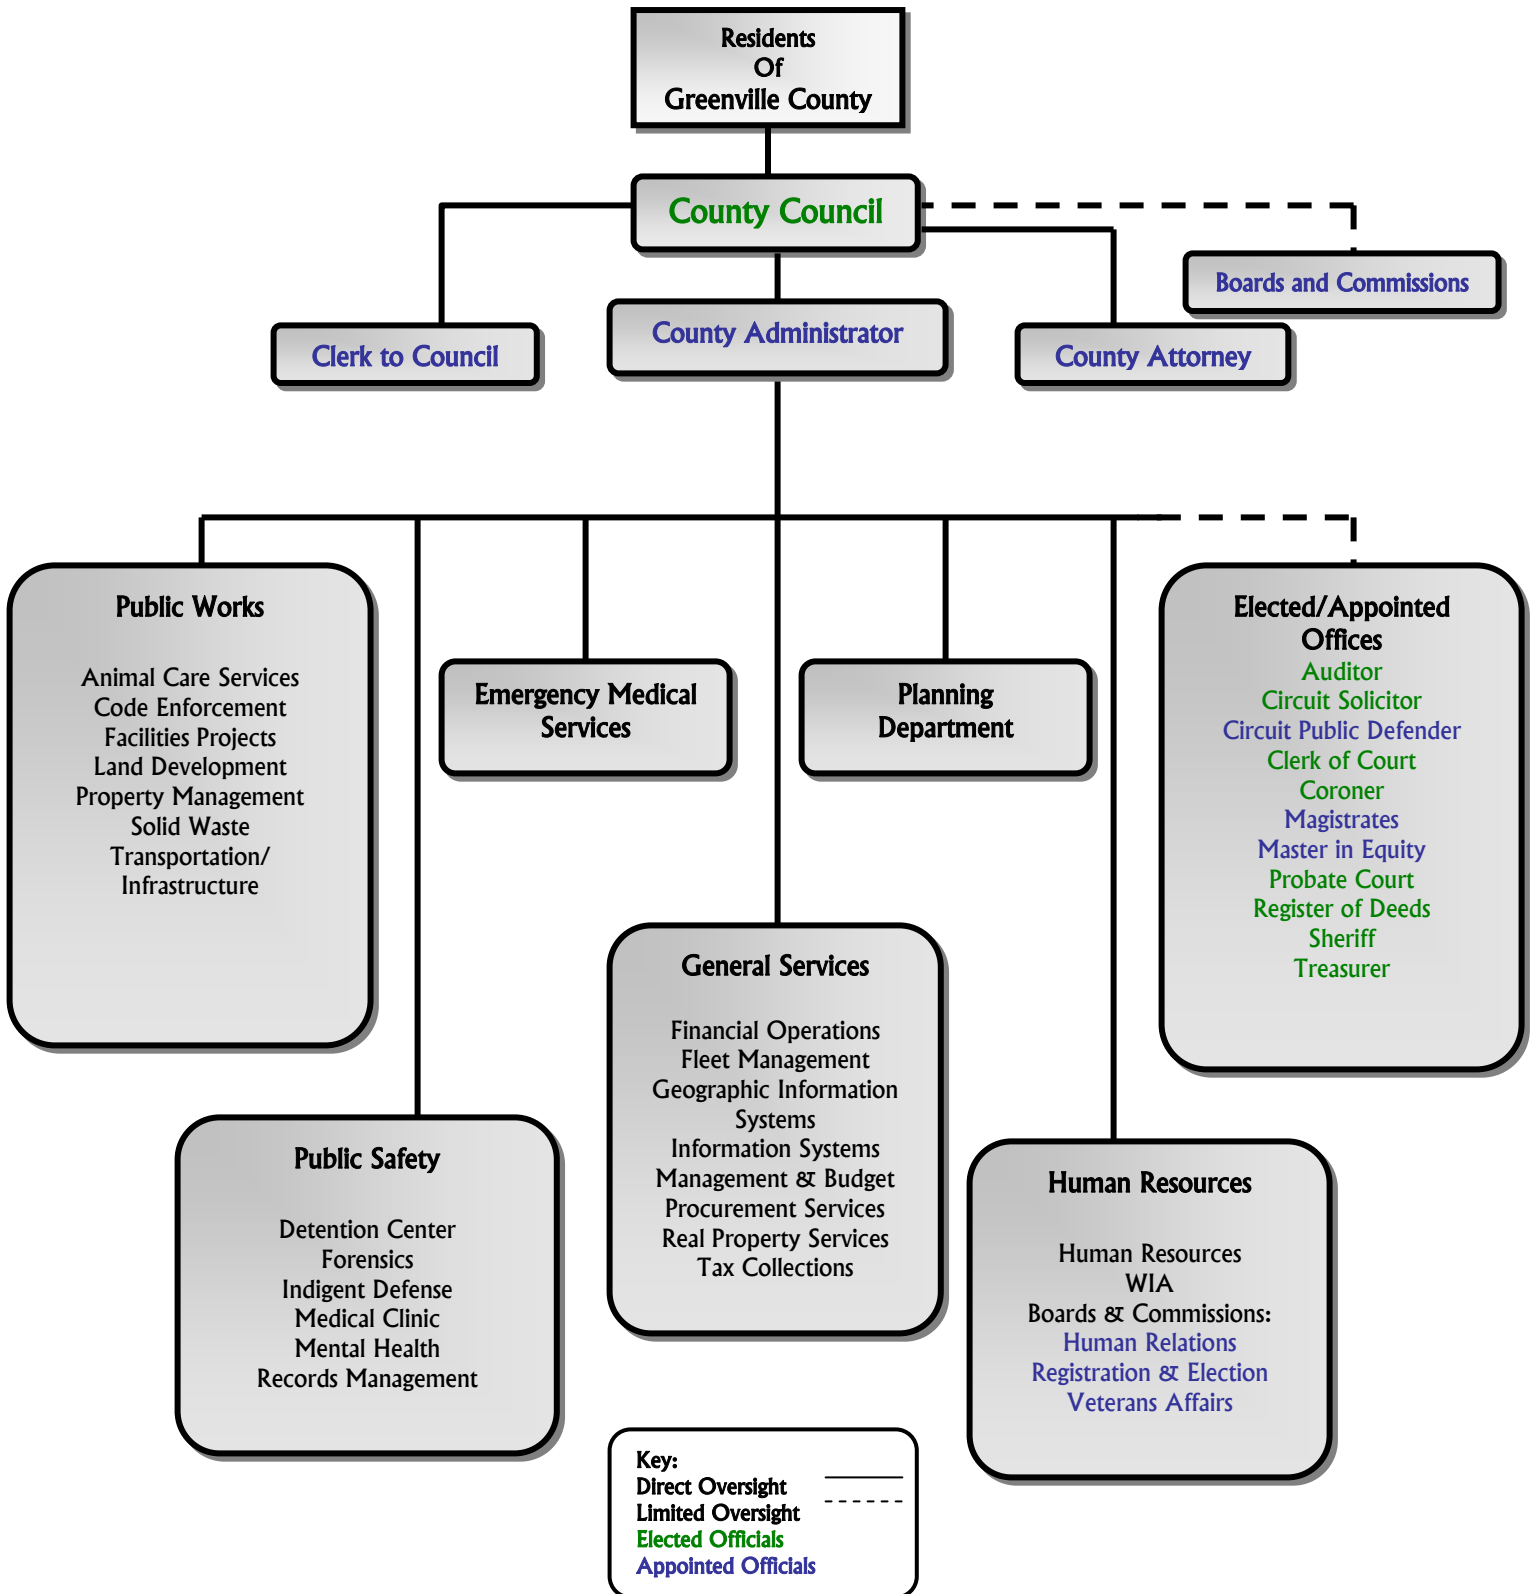 Residents
Of
Greenville County
County Council
Boards and Commissions
Clerk to Council
County Administrator
County Attorney
Public Works
Animal Care Services
Code Enforcement
Facilities Projects
Land Development
Property Management
Solid Waste
Transportation/
Infrastructure
Emergency Medical
Services
Planning
Department
Elected/Appointed
Offices
Auditor
Circuit Solicitor
Circuit Public Defender
Clerk of Court
Coroner
Magistrates
Master in Equity
Probate Court
Register of Deeds
Sheriff
Treasurer
General Services
Financial Operations
Fleet Management
Geographic Information
Systems
Information Systems
Management & Budget
Procurement Services
Real Property Services
Tax Collections
Public Safety
Detention Center
Forensics
Indigent Defense
Medical Clinic
Mental Health
Records Management
Human Resources
Human Resources
WIA
Boards & Commissions:
Human Relations
Registration & Election
Veterans Affairs
Key:
Direct Oversight
Limited Oversight
Elected Officials
Appointed Officials